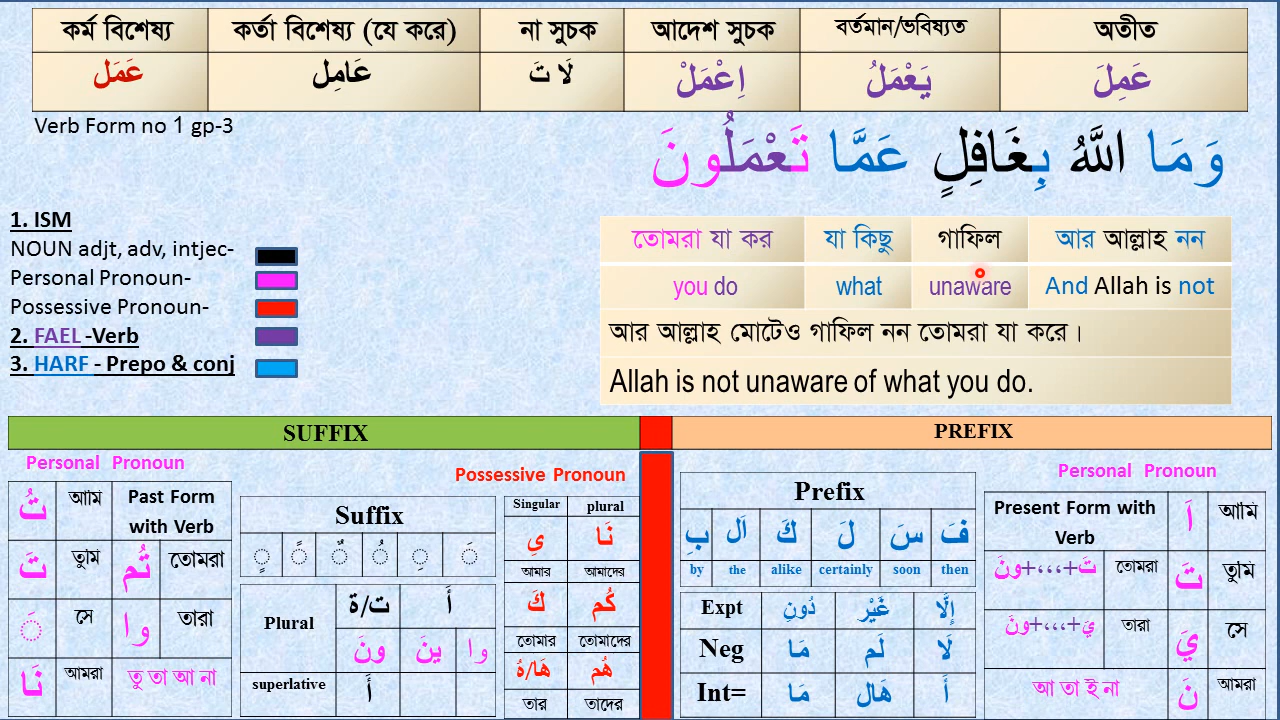 কর্ম বিশেষ্য কর্তা বিশেষ্য (যে করে) না সুচক আদেশ সুচক বর্তমান/ভবিষ্যত অতীত
عَمَل عَامِل لَا تَ اِعْمَلْ يَعْمَلُ عَمِلَ
Verb Form no 1 gp-3
وَمَا اللَّهُ بِغَافِلٍ عَمَّا تَعْمَلُونَ
1. ISM
NOUN adjt, adv, intjec-
Personal Pronoun-
Possessive Pronoun-
2. FAEL -Verb
3. HARF - Prepo & conj
তোমরা যা কর যা কিছু গাফিল আর আল্লাহ নন
you do what unaware And Allah is not
আর আল্লাহ মোটেও গাফিল নন তোমরা যা করে।
Allah is not unaware of what you do.
SUFFIX
Personal Pronoun
Past Form with Verb
تُ আমি
تَ তুমি تُم তোমরা
َ সে وا তারা
نَا আমরা তু তা আ না
Suffix
ٍ ً ٌ ُ ِ َ
Plural ت/ة أَ
ونَ ينَ وا
superlative أَ
Possessive Pronoun
Singular plural
ي نَا
আমার আমাদের
كَ كُم
তোমার তোমাদের
هَا/هُ هُم
তার তাদের
PREFIX
Prefix
بِ اَل كَ لَ سَ فَ
by the alike certainly soon then
Expt دُونِ غَيْر إِلَّا
Neg مَا لَم لَا
Int= مَا هَال أَ
Personal Pronoun
Present Form with Verb
اَ আমি
تَ+،،،+ونَ তোমরা تَ তুমি
يَ+،،،+ونَ তারা يَ সে
আ তা ই না نَ আমরা